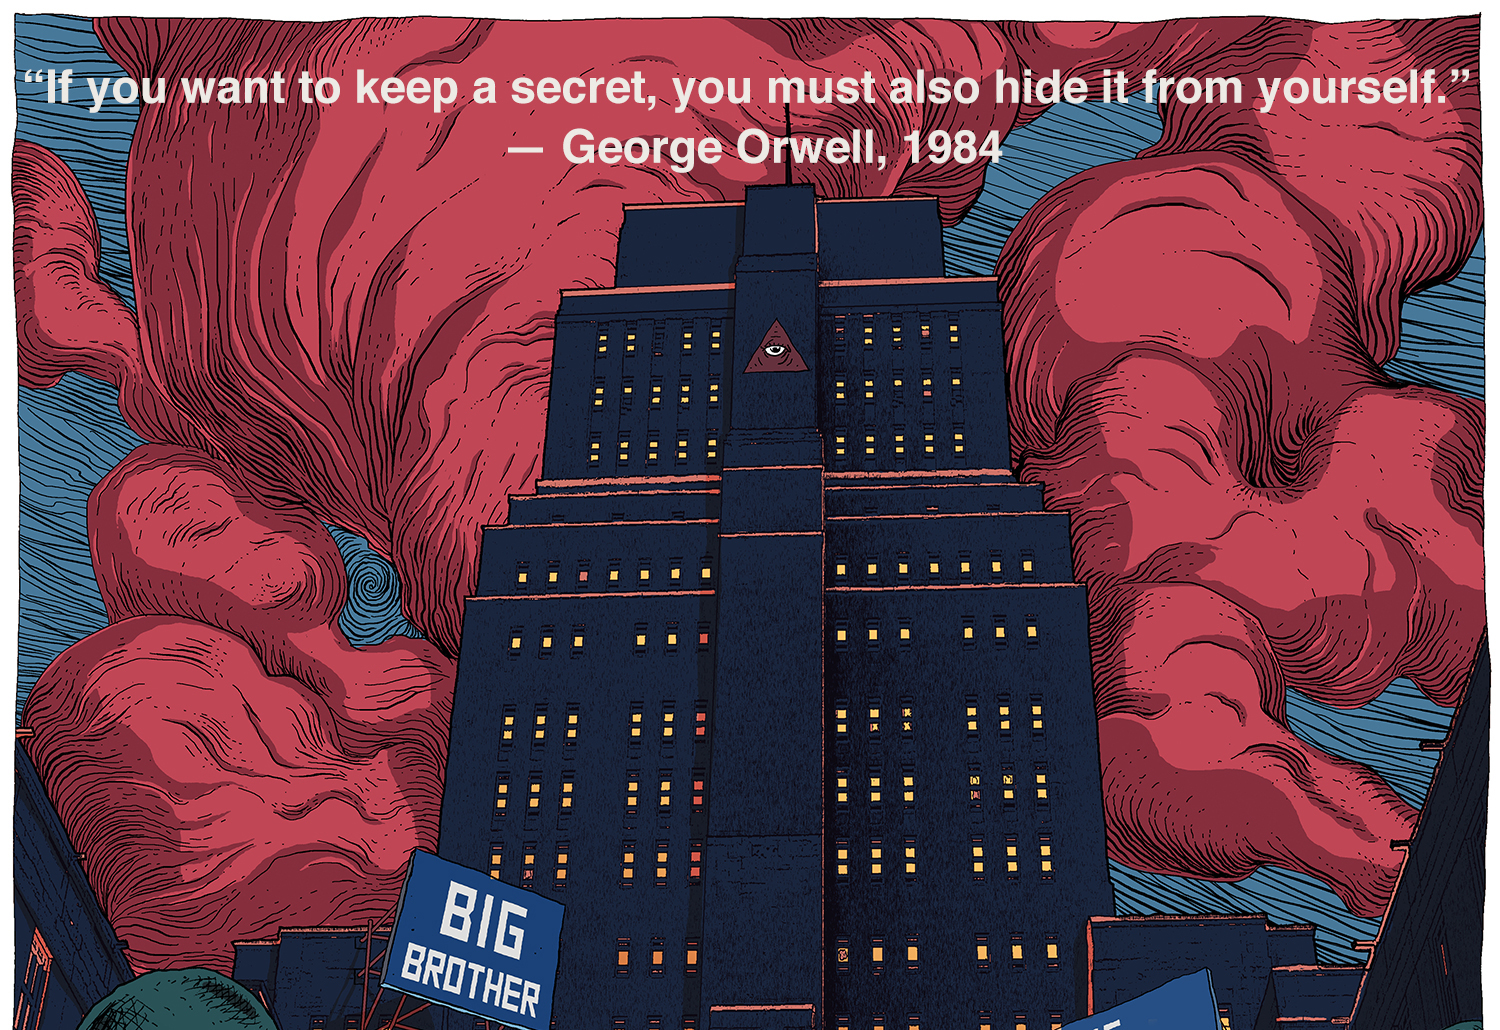 “If you want to keep a secret, you must also hide it from yourself.”
— George Orwell, 1984
BIG
BROTHER